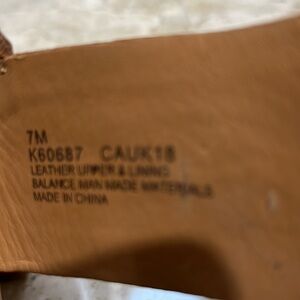 7M
K60687 CAUK18
LEATHER UPPER & LINING
BALANCE MAN MADE MATERIALS
MADE IN CHINA